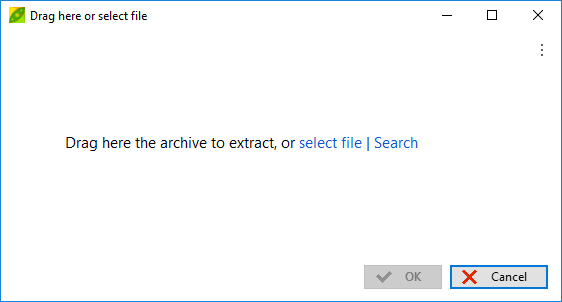 Drag here or select file
Drag here the archive to extract, or select file | Search
OK
Cancel